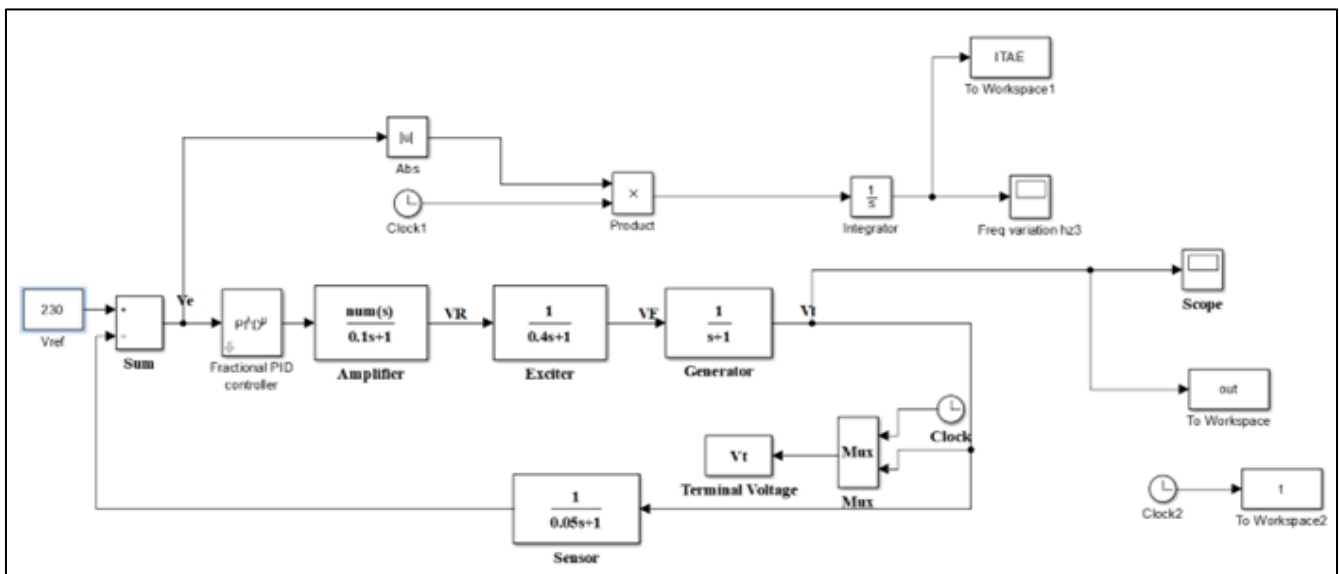 ITAE
To Workspace1
|u|
Abs
Clock1
×
Product
1
s
Integrator
Freq variation hz3
230
Vref
+
−
Sum
Ve
PI^λD^μ
Fractional PID
controller
num(s)
0.1s+1
Amplifier
VR
1
0.4s+1
Exciter
VF
1
s+1
Generator
Vt
Scope
out
To Workspace
Clock
Mux
Mux
Vt
Terminal Voltage
1
0.05s+1
Sensor
Clock2
t
To Workspace2